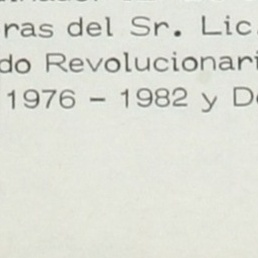 ras del Sr. Lic.
do Revolucionari
1976 - 1982 y D